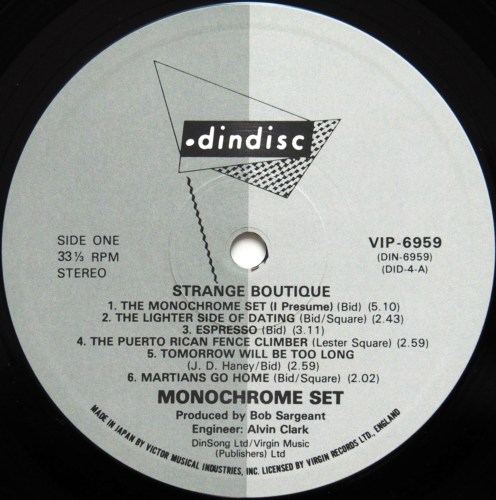 .dindisc
SIDE ONE
33 ⅓ RPM
STEREO
VIP-6959
(DIN-6959)
(DID-4-A)
STRANGE BOUTIQUE
1. THE MONOCHROME SET (I Presume) (Bid) (5.10)
2. THE LIGHTER SIDE OF DATING (Bid/Square) (2.43)
3. ESPRESSO (Bid) (3.11)
4. THE PUERTO RICAN FENCE CLIMBER (Lester Square) (2.59)
5. TOMORROW WILL BE TOO LONG
(J. D. Haney/Bid) (2.59)
6. MARTIANS GO HOME (Bid/Square) (2.02)
MONOCHROME SET
Produced by Bob Sargeant
Engineer: Alvin Clark
DinSong Ltd/Virgin Music
(Publishers) Ltd
MADE IN JAPAN BY VICTOR MUSICAL INDUSTRIES, INC. LICENSED BY VIRGIN RECORDS LTD., ENGLAND